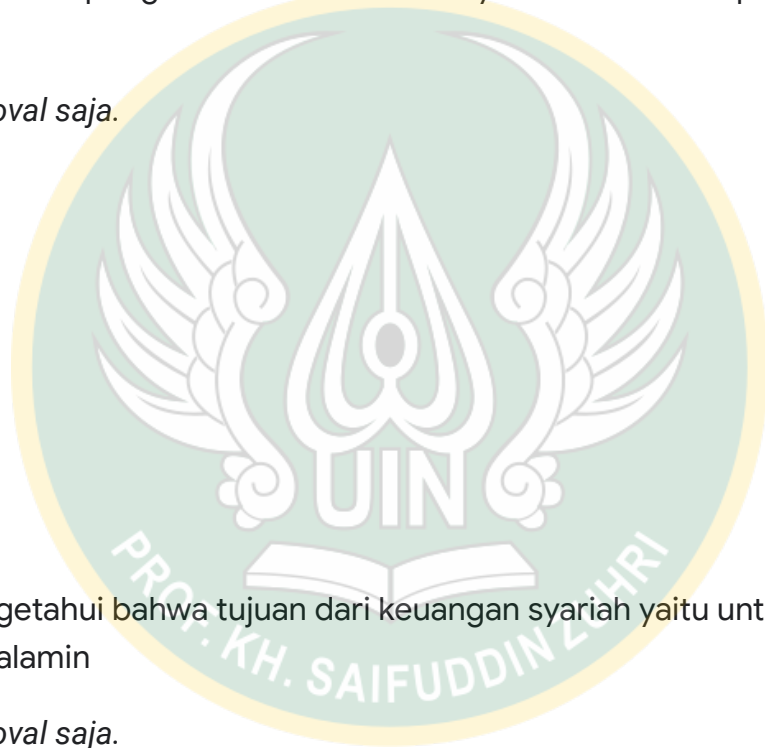 oval saja.
UIN
getahui bahwa tujuan dari keuangan syariah yaitu unt
alamin
PROF. KH. SAIFUDDIN ZUHRI
oval saja.